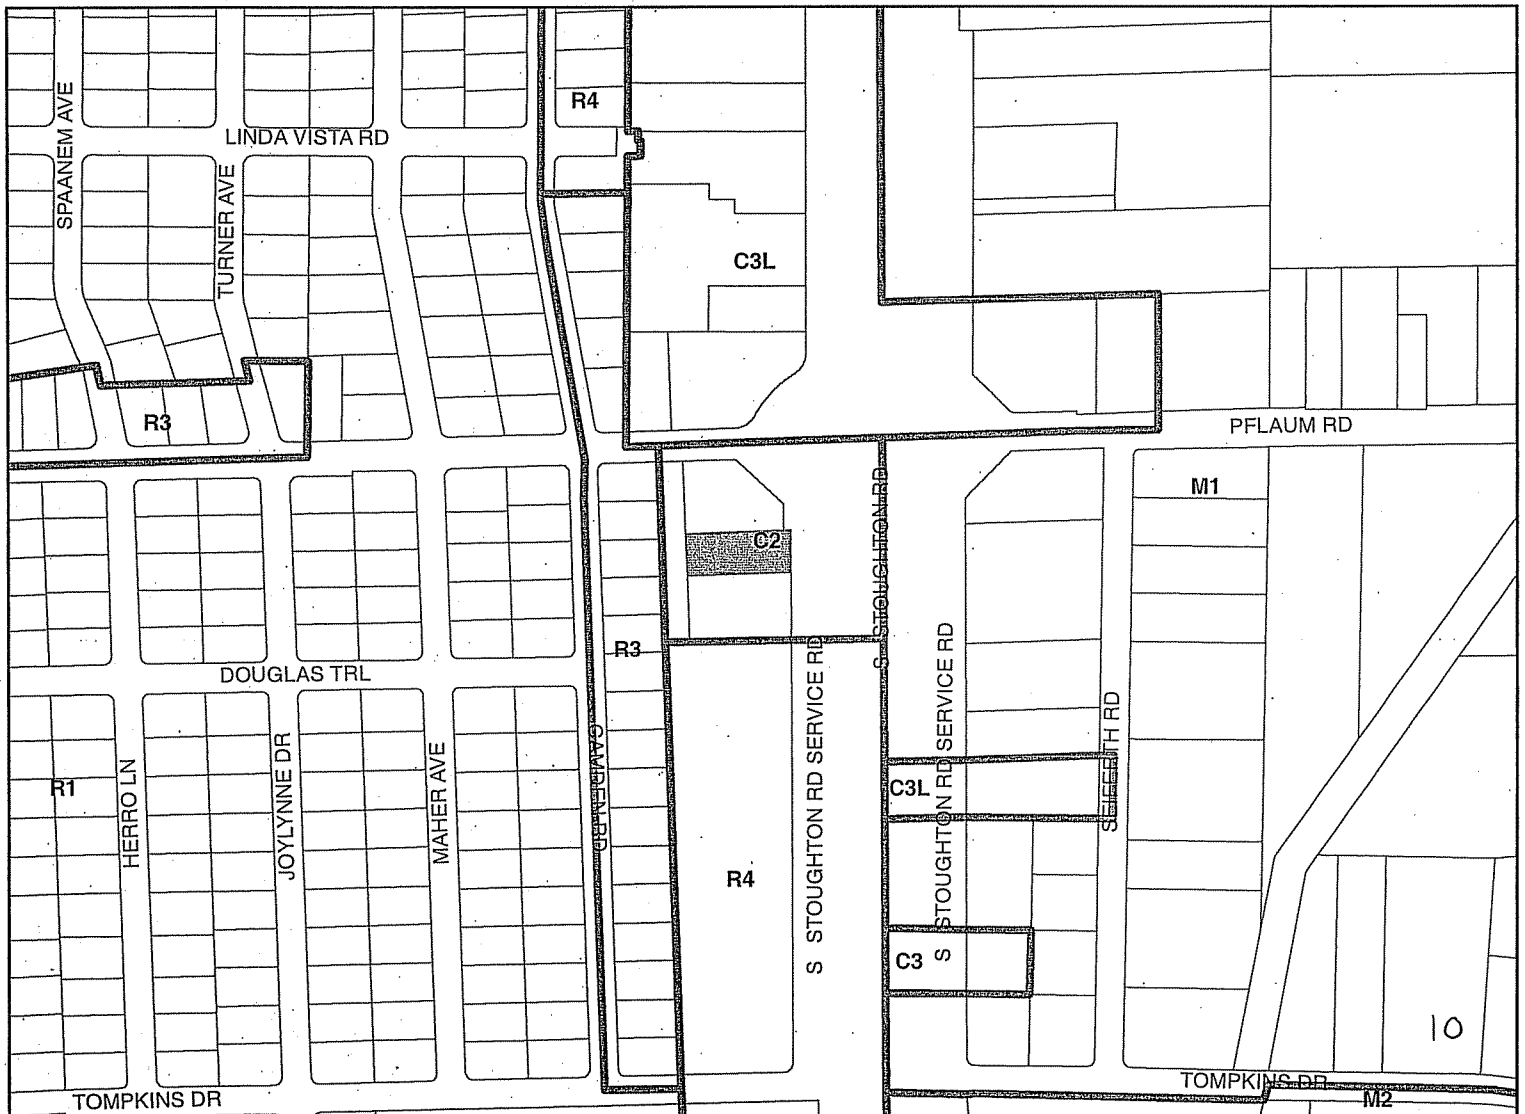 R4
SPAANEM AVE
LINDA VISTA RD
TURNER AVE
C3L
R3
PFLAUM RD
M1
C2
S STOUGHTON RD
R3
DOUGLAS TRL
S STOUGHTON RD SERVICE RD
S STOUGHTON RD SERVICE RD
SEIFERTH RD
CAMDEN RD
R1
HERRO LN
JOYLYNNE DR
MAHER AVE
C3L
R4
C3
10
TOMPKINS DR
TOMPKINS DR
M2